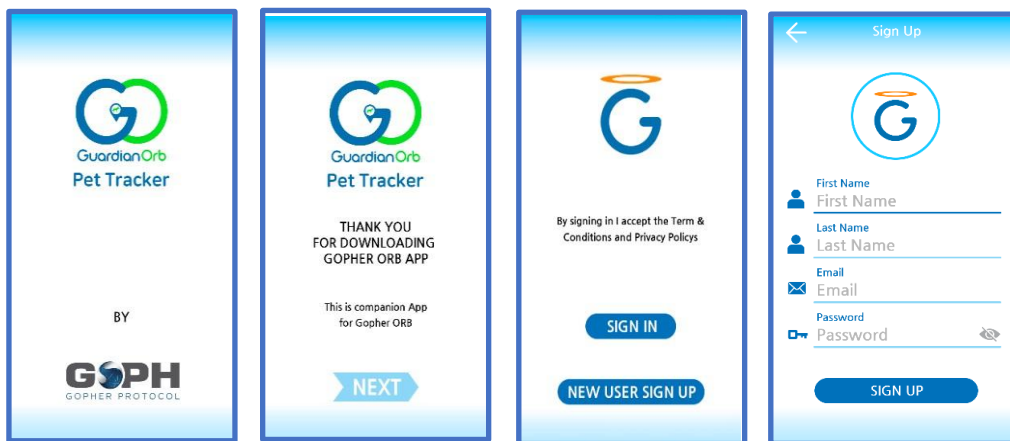 GuardianOrb
Pet Tracker
BY
GOPH
GOPHER PROTOCOL
GuardianOrb
Pet Tracker
THANK YOU
FOR DOWNLOADING
GOPHER ORB APP
This is companion App
for Gopher ORB
NEXT
G
By signing in I accept the Term &
Conditions and Privacy Policys
SIGN IN
NEW USER SIGN UP
Sign Up
G
First Name
First Name
Last Name
Last Name
Email
Email
Password
Password
SIGN UP